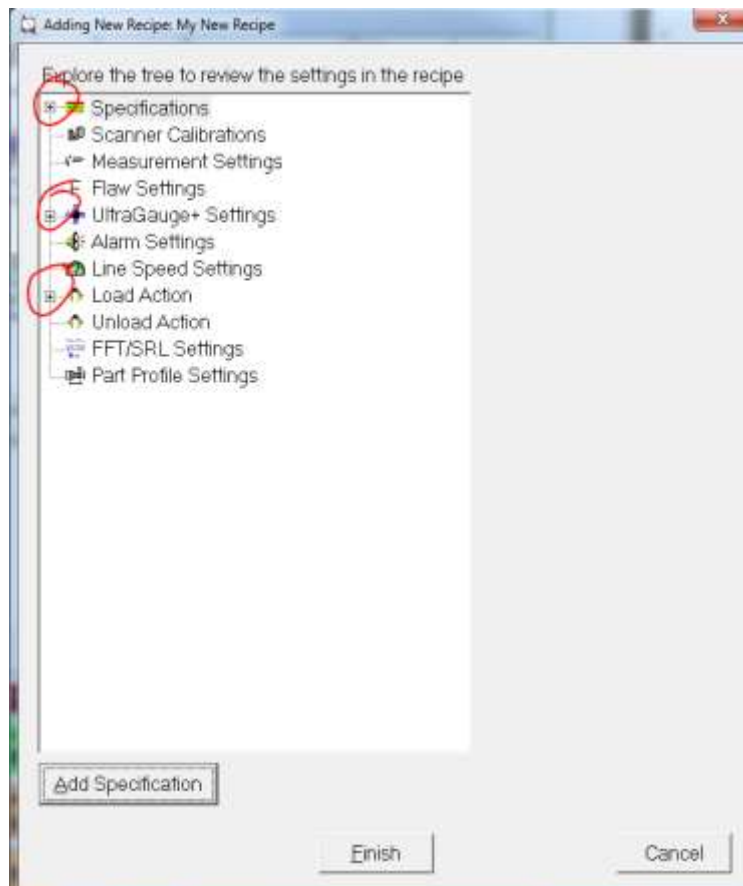 Adding New Recipe: My New Recipe
Explore the tree to review the settings in the recipe
Specifications
Scanner Calibrations
Measurement Settings
Flaw Settings
UltraGauge+ Settings
Alarm Settings
Line Speed Settings
Load Action
Unload Action
FFT/SRL Settings
Part Profile Settings
Add Specification
Finish
Cancel